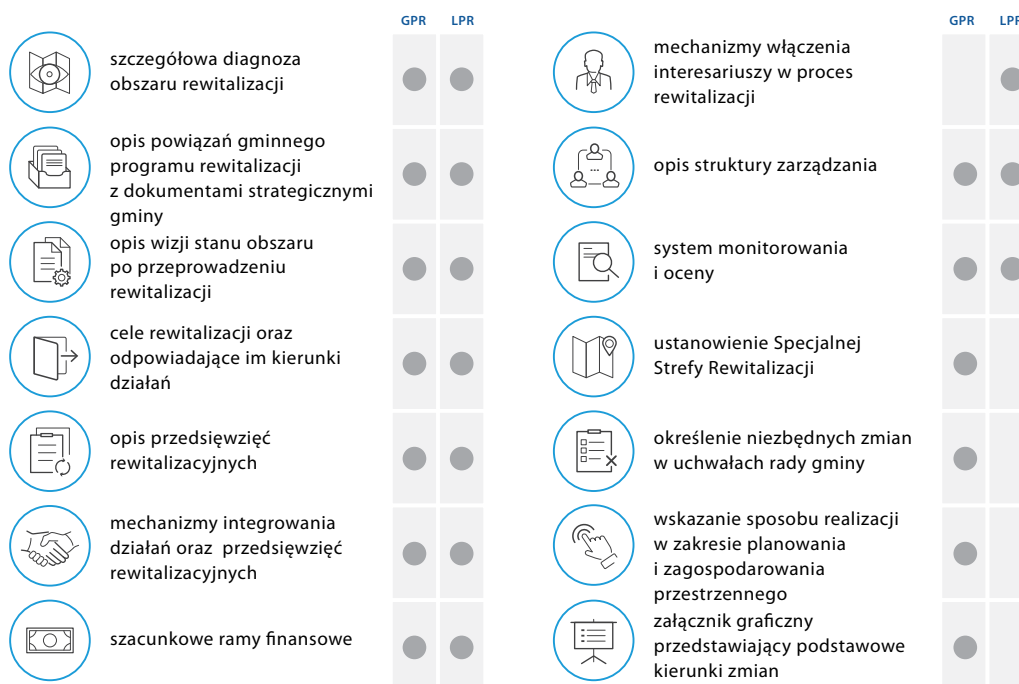 GPR LPR
szczegółowa diagnoza
obszaru rewitalizacji
opis powiązań gminnego
programu rewitalizacji
z dokumentami strategicznymi
gminy
opis wizji stanu obszaru
po przeprowadzeniu
rewitalizacji
cele rewitalizacji oraz
odpowiadające im kierunki
działań
opis przedsięwzięć
rewitalizacyjnych
mechanizmy integrowania
działań oraz przedsięwzięć
rewitalizacyjnych
szacunkowe ramy finansowe
GPR LPR
mechanizmy włączenia
interesariuszy w proces
rewitalizacji
opis struktury zarządzania
system monitorowania
i oceny
ustanowienie Specjalnej
Strefy Rewitalizacji
określenie niezbędnych zmian
w uchwałach rady gminy
wskazanie sposobu realizacji
w zakresie planowania
i zagospodarowania
przestrzennego
załącznik graficzny
przedstawiający podstawowe
kierunki zmian